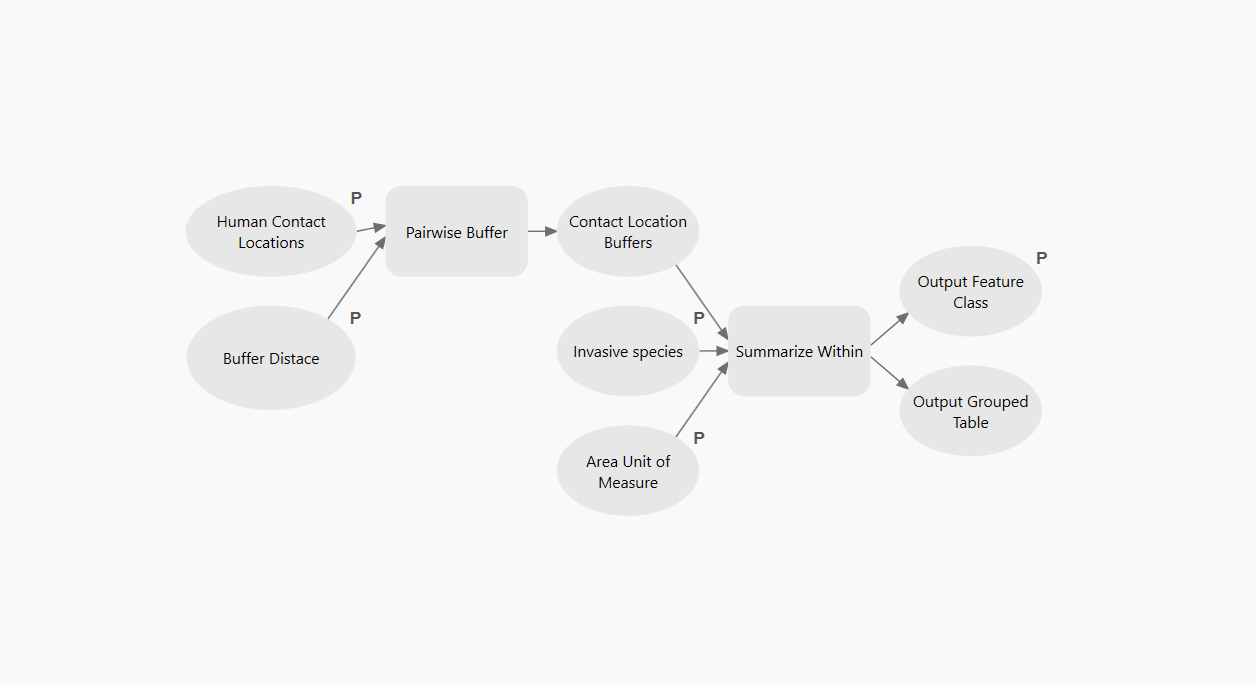 Human Contact
Locations
P
Pairwise Buffer
Contact Location
Buffers
Buffer Distace
P
Invasive species
P
Summarize Within
Area Unit of
Measure
P
Output Feature
Class
P
Output Grouped
Table